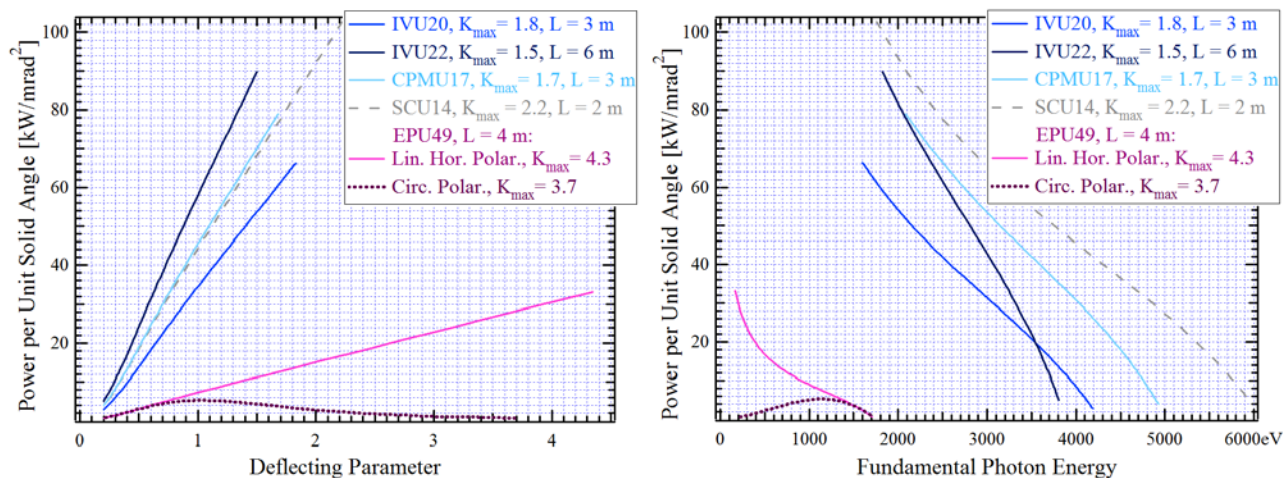 Power per Unit Solid Angle [kW/mrad²]
100
80
60
40
20
0
1
2
3
4
Deflecting Parameter
IVU20, Kmax= 1.8, L = 3 m
IVU22, Kmax= 1.5, L = 6 m
CPMU17, Kmax= 1.7, L = 3 m
SCU14, Kmax= 2.2, L = 2 m
EPU49, L = 4 m:
Lin. Hor. Polar., Kmax= 4.3
Circ. Polar., Kmax= 3.7
Power per Unit Solid Angle [kW/mrad²]
100
80
60
40
20
0
1000
2000
3000
4000
5000
6000eV
Fundamental Photon Energy
IVU20, Kmax= 1.8, L = 3 m
IVU22, Kmax= 1.5, L = 6 m
CPMU17, Kmax= 1.7, L = 3 m
SCU14, Kmax = 2.2, L = 2 m
EPU49, L = 4 m:
Lin. Hor. Polar., Kmax= 4.3
Circ. Polar., Kmax= 3.7